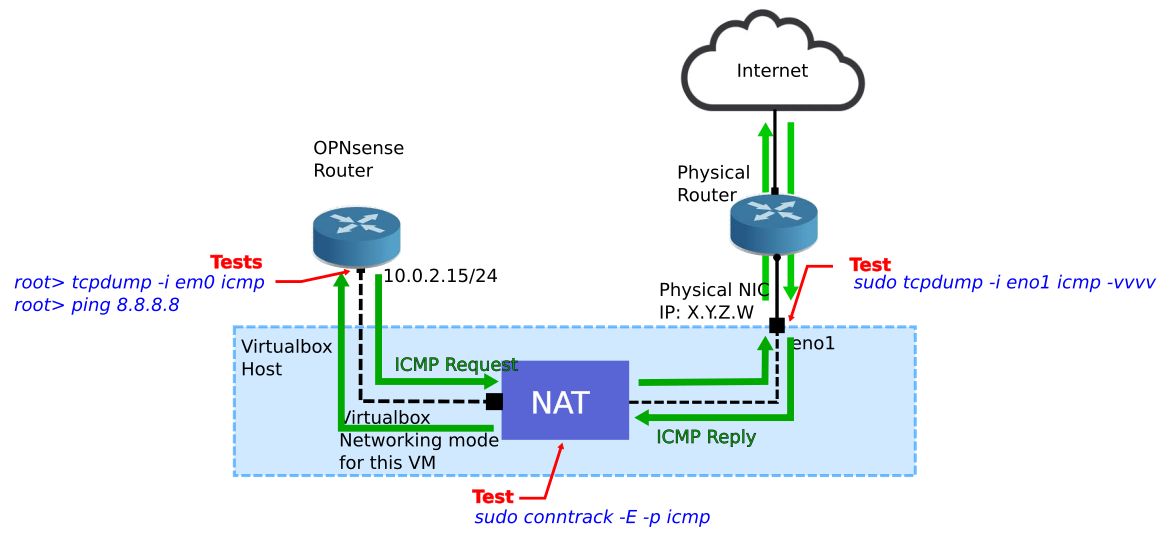 Internet
OPNsense
Router
Physical
Router
Tests
root> tcpdump -i em0 icmp
root> ping 8.8.8.8
10.0.2.15/24
Test
sudo tcpdump -i eno1 icmp -vvvv
Physical NIC
IP: X.Y.Z.W
eno1
Virtualbox
Host
ICMP Request
NAT
Virtualbox
Networking mode
for this VM
ICMP Reply
Test
sudo conntrack -E -p icmp